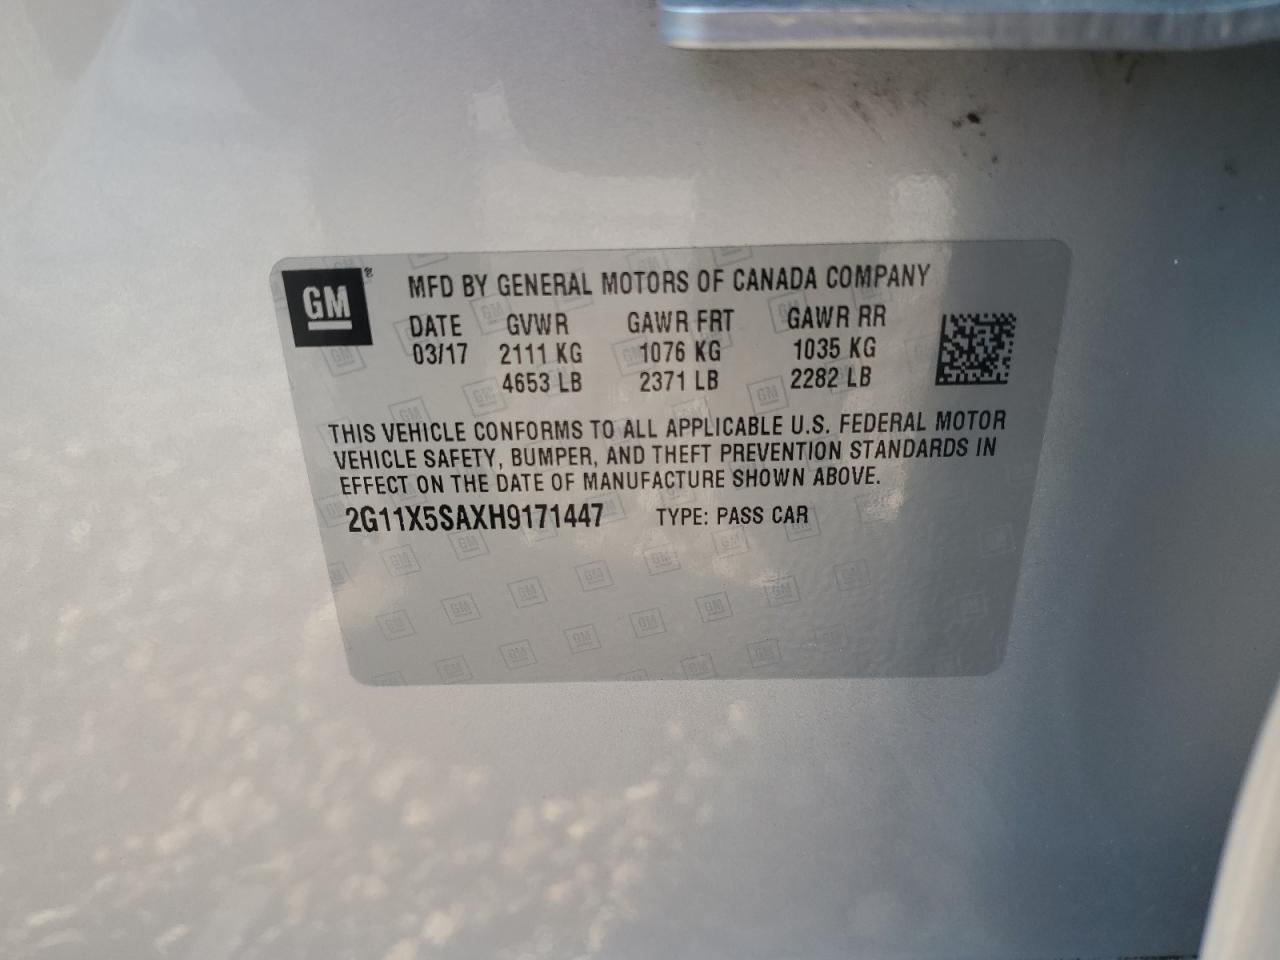 GM ®
MFD BY GENERAL MOTORS OF CANADA COMPANY
DATE GVWR GAWR FRT GAWR RR
03/17 2111 KG 1076 KG 1035 KG
4653 LB 2371 LB 2282 LB
THIS VEHICLE CONFORMS TO ALL APPLICABLE U.S. FEDERAL MOTOR
VEHICLE SAFETY, BUMPER, AND THEFT PREVENTION STANDARDS IN
EFFECT ON THE DATE OF MANUFACTURE SHOWN ABOVE.
2G11X5SAXH9171447 TYPE: PASS CAR